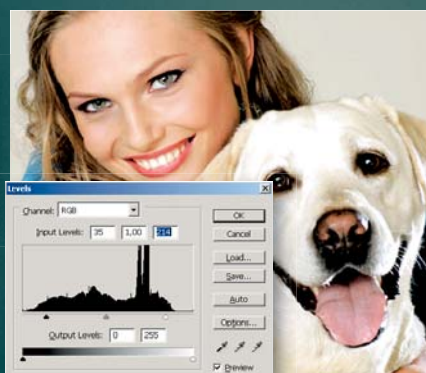 Levels
Channel: RGB
OK
Input Levels: 35 1,00 214
Cancel
Load...
Save...
Auto
Options...
Output Levels: 0 255
Preview